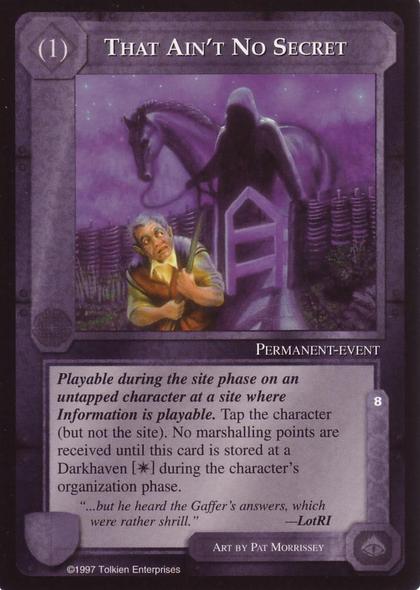 (1)
THAT AIN'T NO SECRET
PERMANENT-EVENT
Playable during the site phase on an
untapped character at a site where
Information is playable. Tap the character
(but not the site). No marshalling points are
received until this card is stored at a
Darkhaven [☀] during the character's
organization phase.
8
"...but he heard the Gaffer's answers, which
were rather shrill." —LotRI
ART BY PAT MORRISSEY
©1997 Tolkien Enterprises